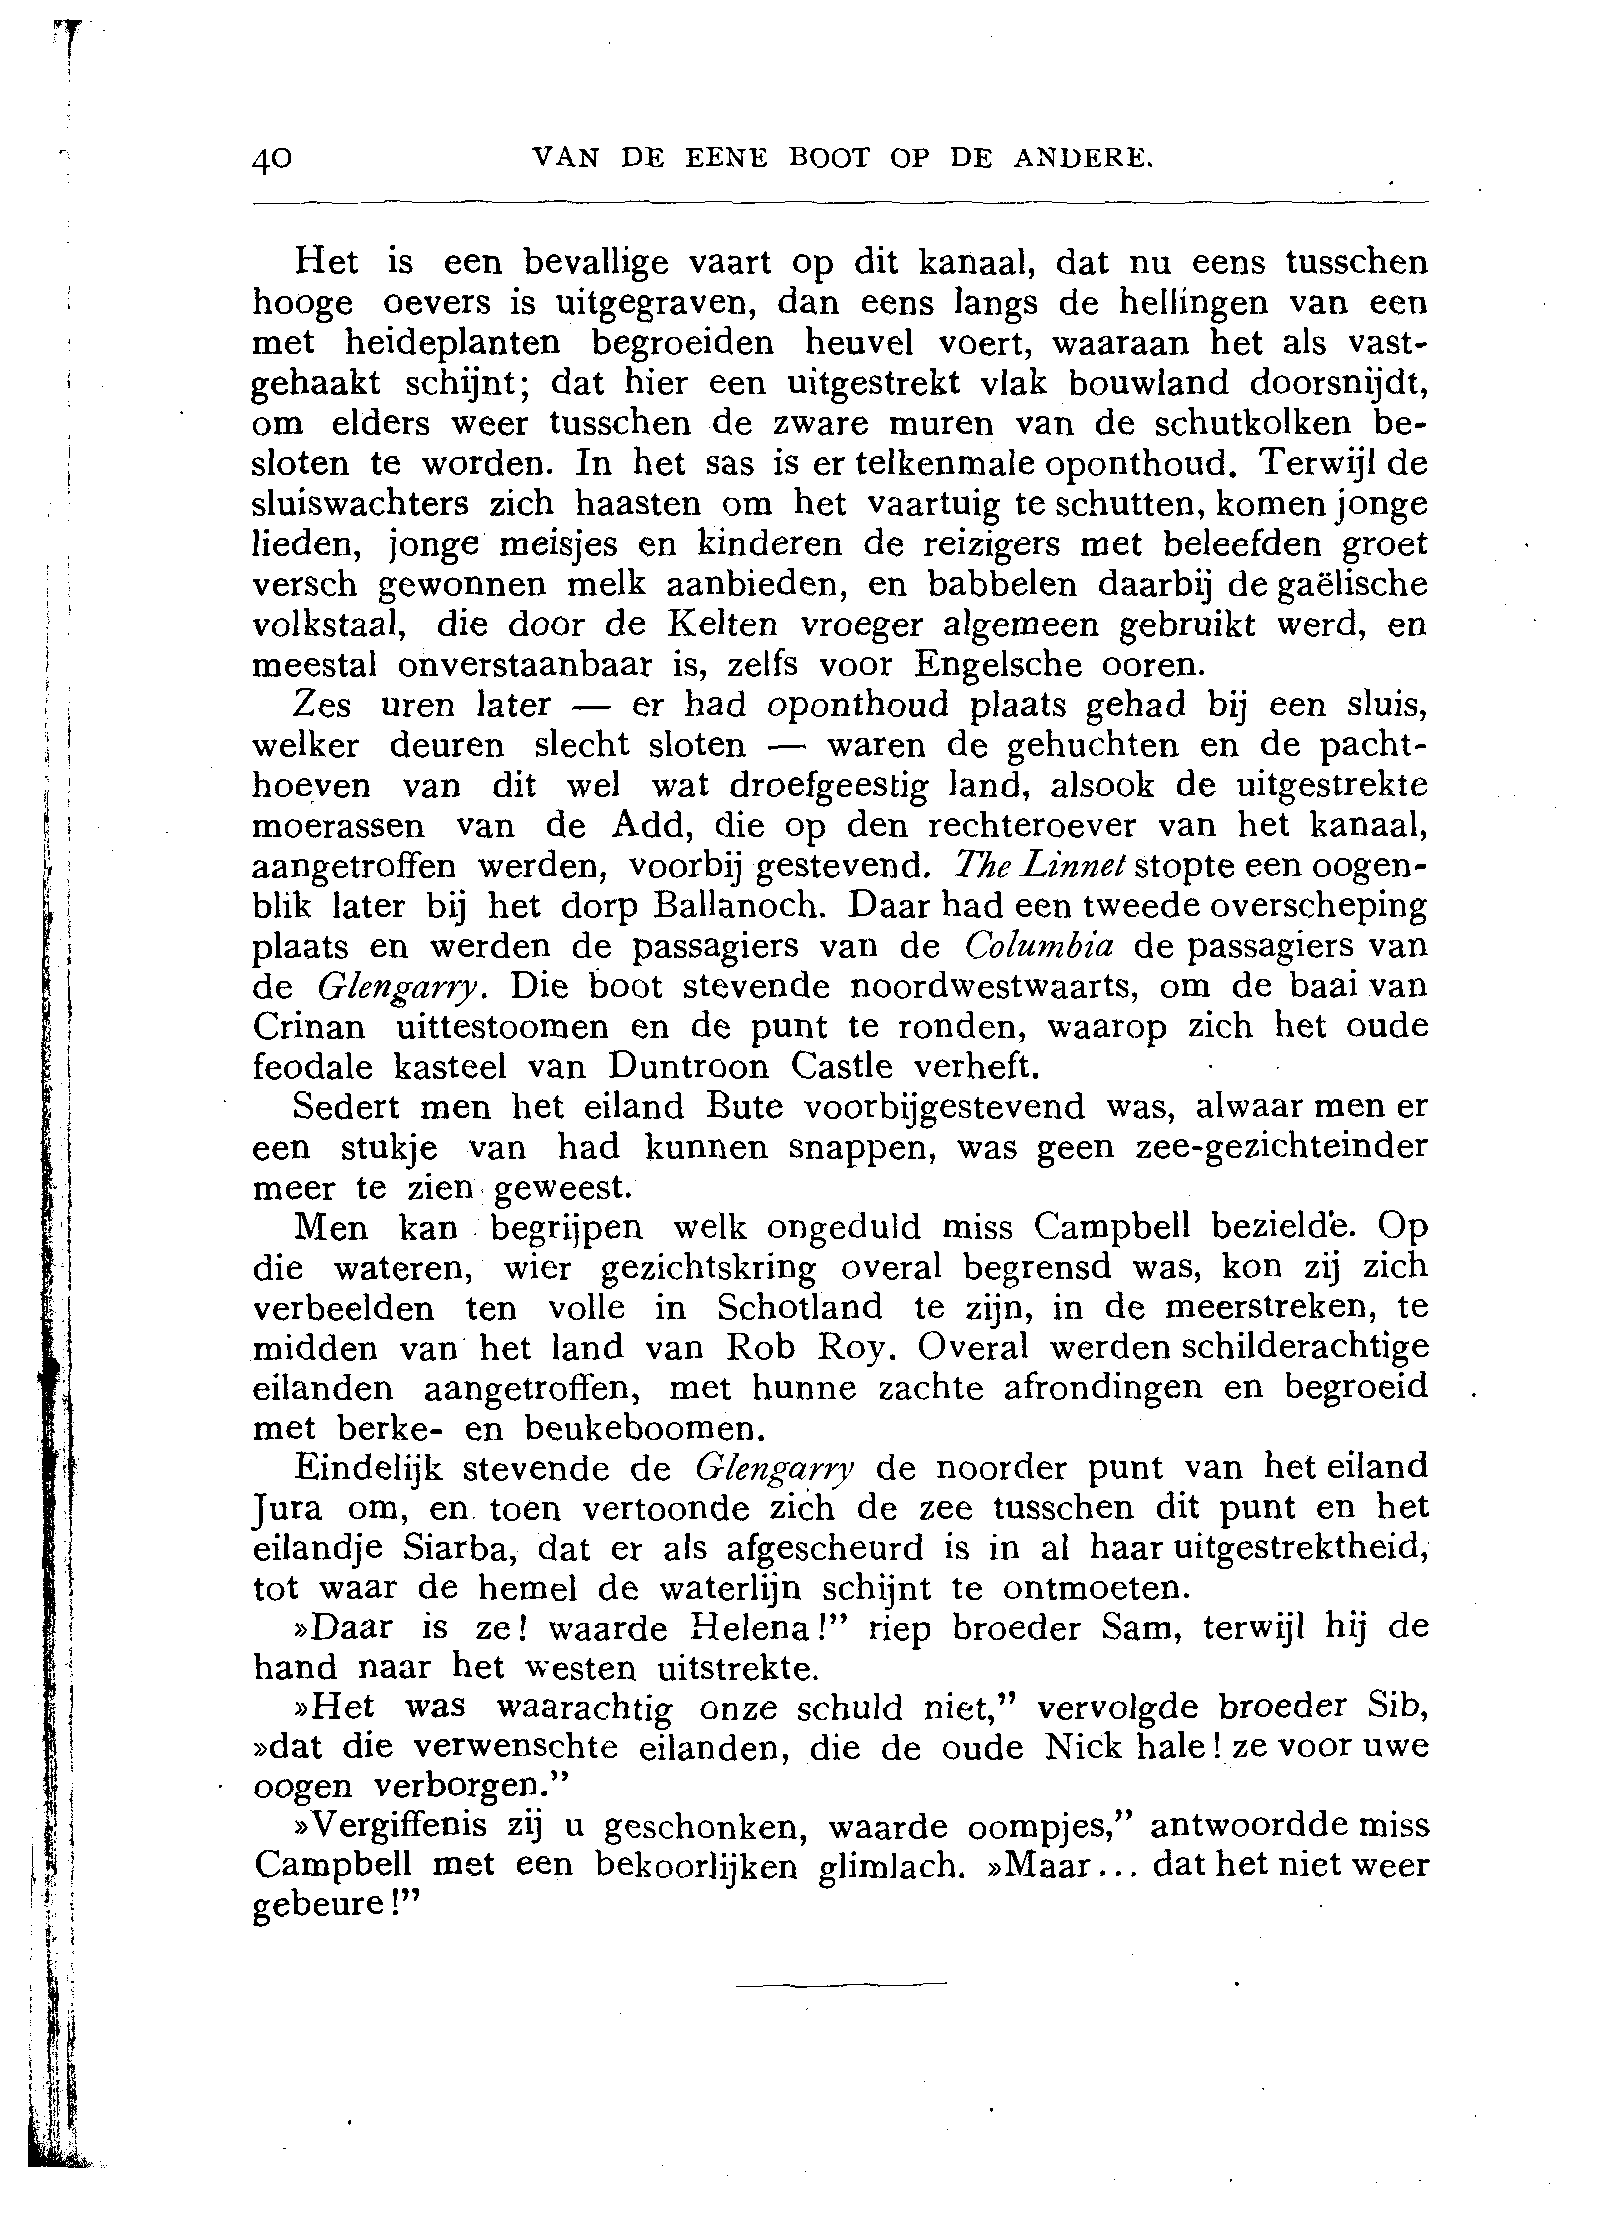 40 VAN DE EENE BOOT OP DE ANDERE.
Het is een bevallige vaart op dit kanaal, dat nu eens tusschen
hooge oevers is uitgegraven, dan eens langs de hellingen van een
met heideplanten begroeiden heuvel voert, waaraan het als vast-
gehaakt schijnt; dat hier een uitgestrekt vlak bouwland doorsnijdt,
om elders weer tusschen de zware muren van de schutkolken be-
sloten te worden. In het sas is er telkenmale oponthoud. Terwijl de
sluiswachters zich haasten om het vaartuig te schutten, komen jonge
lieden, jonge meisjes en kinderen de reizigers met beleefden groet
versch gewonnen melk aanbieden, en babbelen daarbij de gaëlische
volkstaal, die door de Kelten vroeger algemeen gebruikt werd, en
meestal onverstaanbaar is, zelfs voor Engelsche ooren.
Zes uren later — er had oponthoud plaats gehad bij een sluis,
welker deuren slecht sloten — waren de gehuchten en de pacht-
hoeven van dit wel wat droefgeestig land, alsook de uitgestrekte
moerassen van de Add, die op den rechteroever van het kanaal,
aangetroffen werden, voorbij gestevend. The Linnet stopte een oogen-
blik later bij het dorp Ballanoch. Daar had een tweede overscheping
plaats en werden de passagiers van de Columbia de passagiers van
de Glengarry. Die boot stevende noordwestwaarts, om de baai van
Crinan uittestoomen en de punt te ronden, waarop zich het oude
feodale kasteel van Duntroon Castle verheft.
Sedert men het eiland Bute voorbijgestevend was, alwaar men er
een stukje van had kunnen snappen, was geen zee-gezichteinder
meer te zien geweest.
Men kan begrijpen welk ongeduld miss Campbell bezielde. Op
die wateren, wier gezichtskring overal begrensd was, kon zij zich
verbeelden ten volle in Schotland te zijn, in de meerstreken, te
midden van het land van Rob Roy. Overal werden schilderachtige
eilanden aangetroffen, met hunne zachte afrondingen en begroeid
met berke- en beukeboomen.
Eindelijk stevende de Glengarry de noorder punt van het eiland
Jura om, en toen vertoonde zich de zee tusschen dit punt en het
eilandje Siarba, dat er als afgescheurd is in al haar uitgestrektheid,
tot waar de hemel de waterlijn schijnt te ontmoeten.
»Daar is ze! waarde Helena!” riep broeder Sam, terwijl hij de
hand naar het westen uitstrekte.
»Het was waarachtig onze schuld niet,” vervolgde broeder Sib,
»dat die verwenschte eilanden, die de oude Nick hale! ze voor uwe
oogen verborgen.”
»Vergiffenis zij u geschonken, waarde oompjes,” antwoordde miss
Campbell met een bekoorlijken glimlach. »Maar... dat het niet weer
gebeure!”